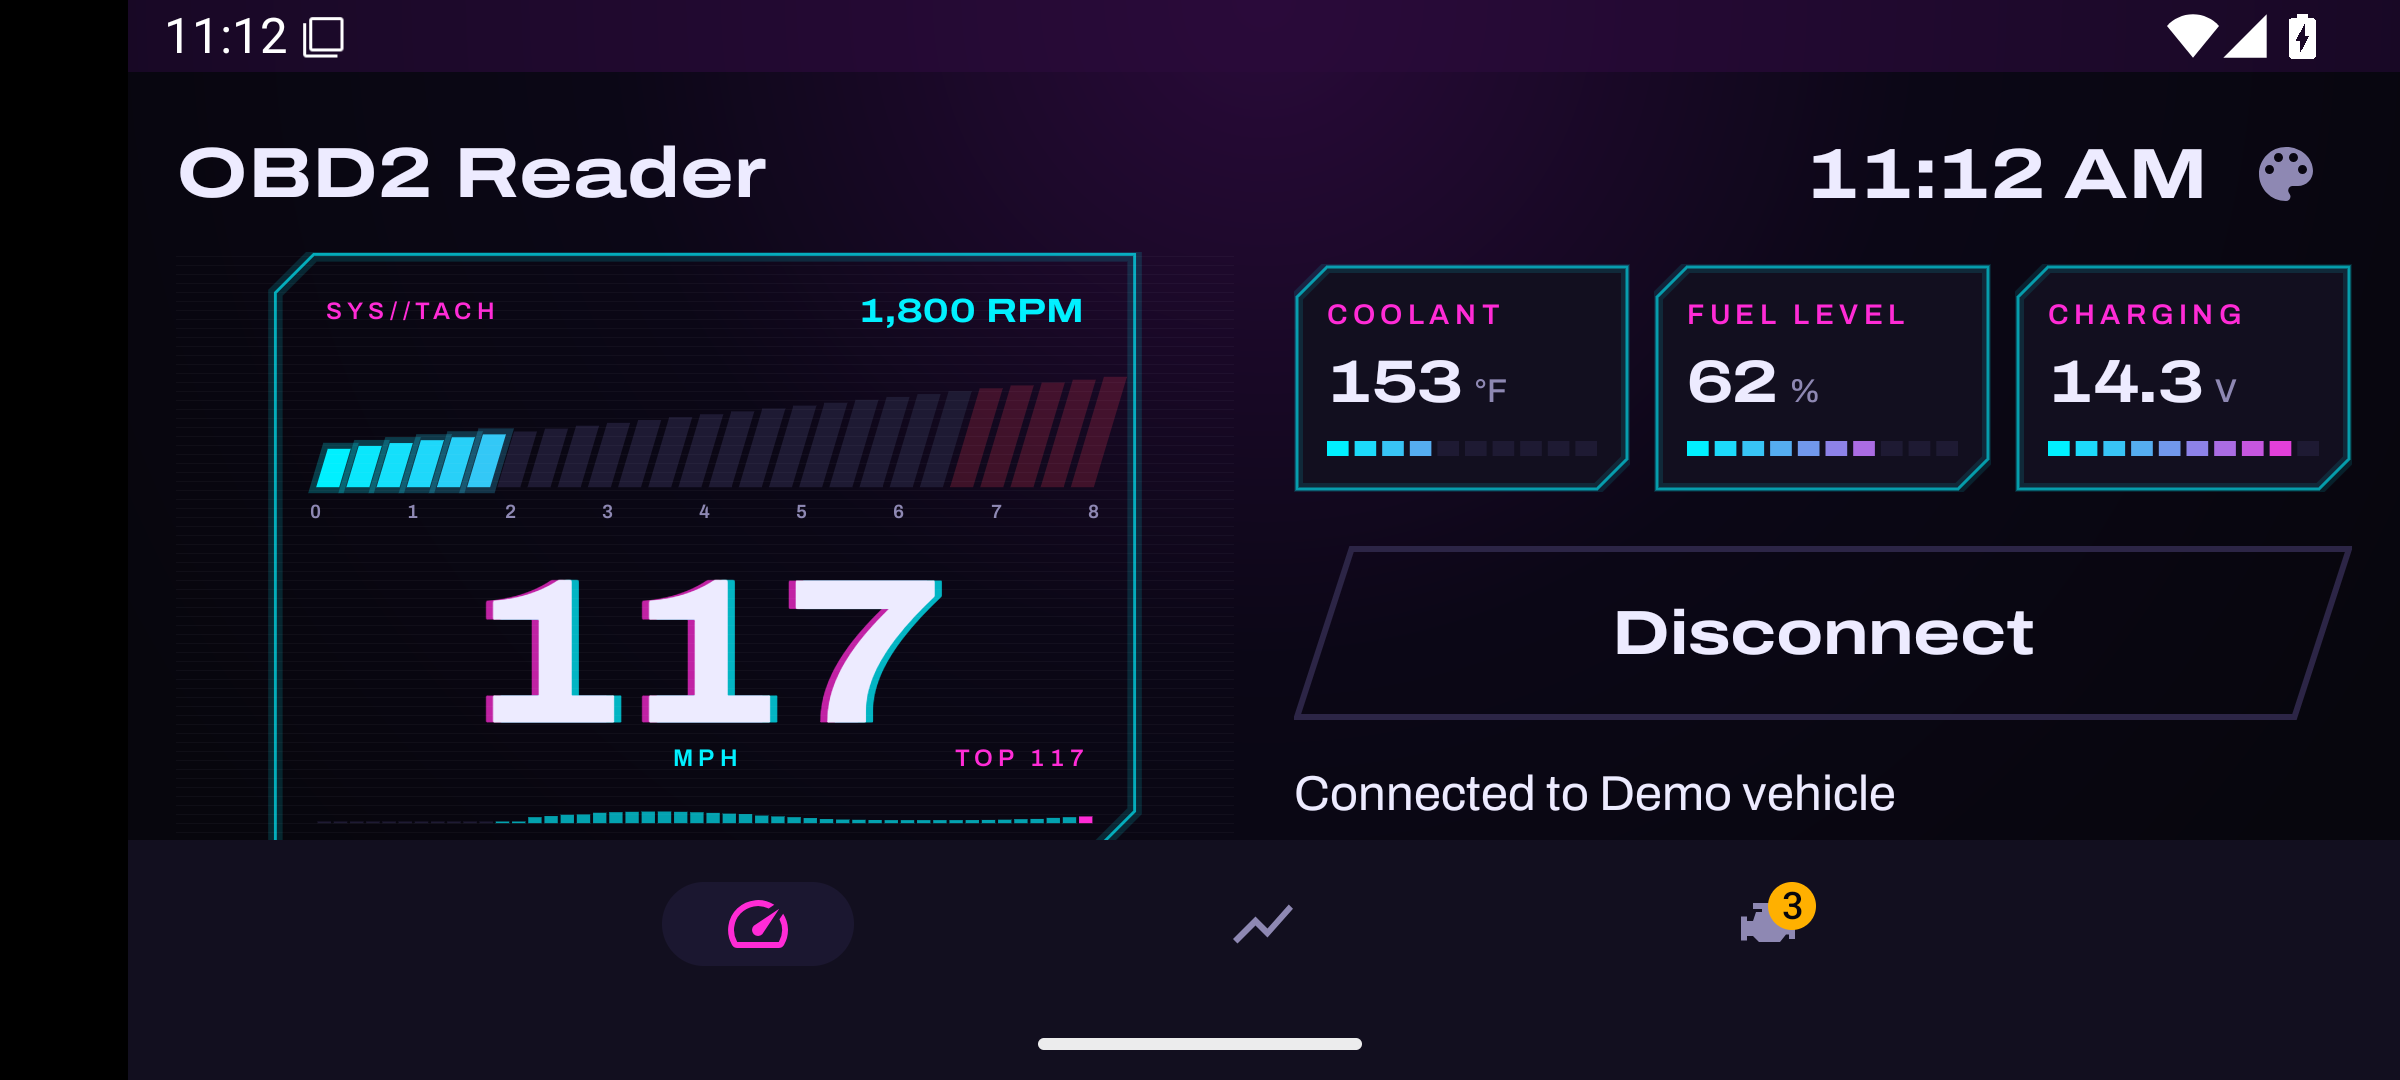 11:12
OBD2 Reader
11:12 AM
SYS//TACH
1,800 RPM
0 1 2 3 4 5 6 7 8
117
MPH
TOP 117
COOLANT
153 °F
FUEL LEVEL
62 %
CHARGING
14.3 V
Disconnect
Connected to Demo vehicle
3